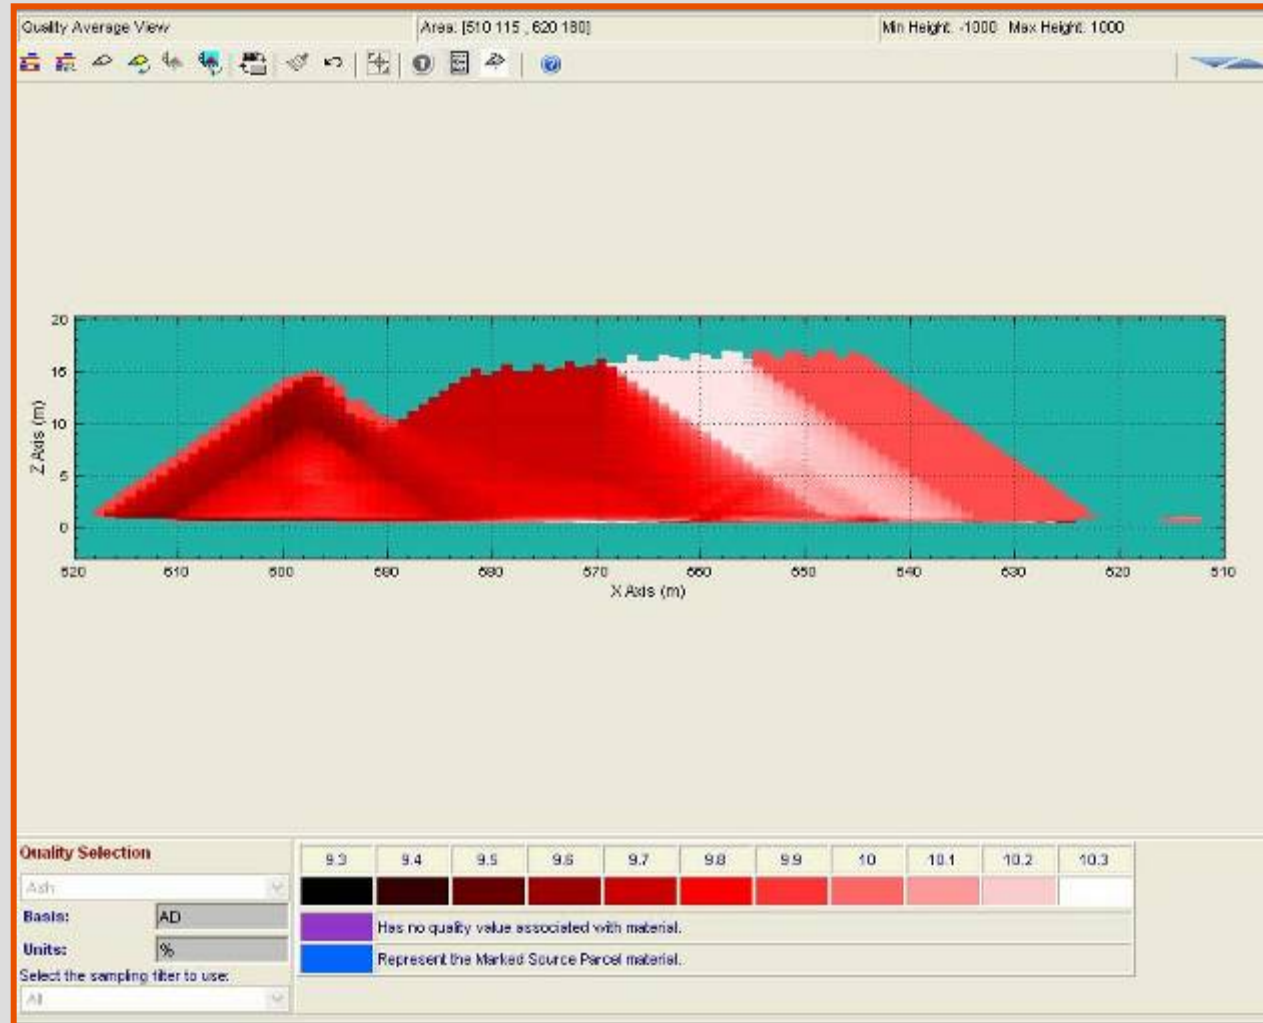 Quality Average View
Area: [510 115 , 620 180]
Min Height: -1000 Max Height: 1000
20
15
10
5
0
Z Axis (m)
620 610 600 590 580 570 560 550 540 530 520 510
X Axis (m)
Quality Selection
Ash
Basis: AD
Units: %
Select the sampling filter to use:
All
9.3 9.4 9.5 9.6 9.7 9.8 9.9 10 10.1 10.2 10.3
Has no quality value associated with material.
Represent the Marked Source Parcel material.